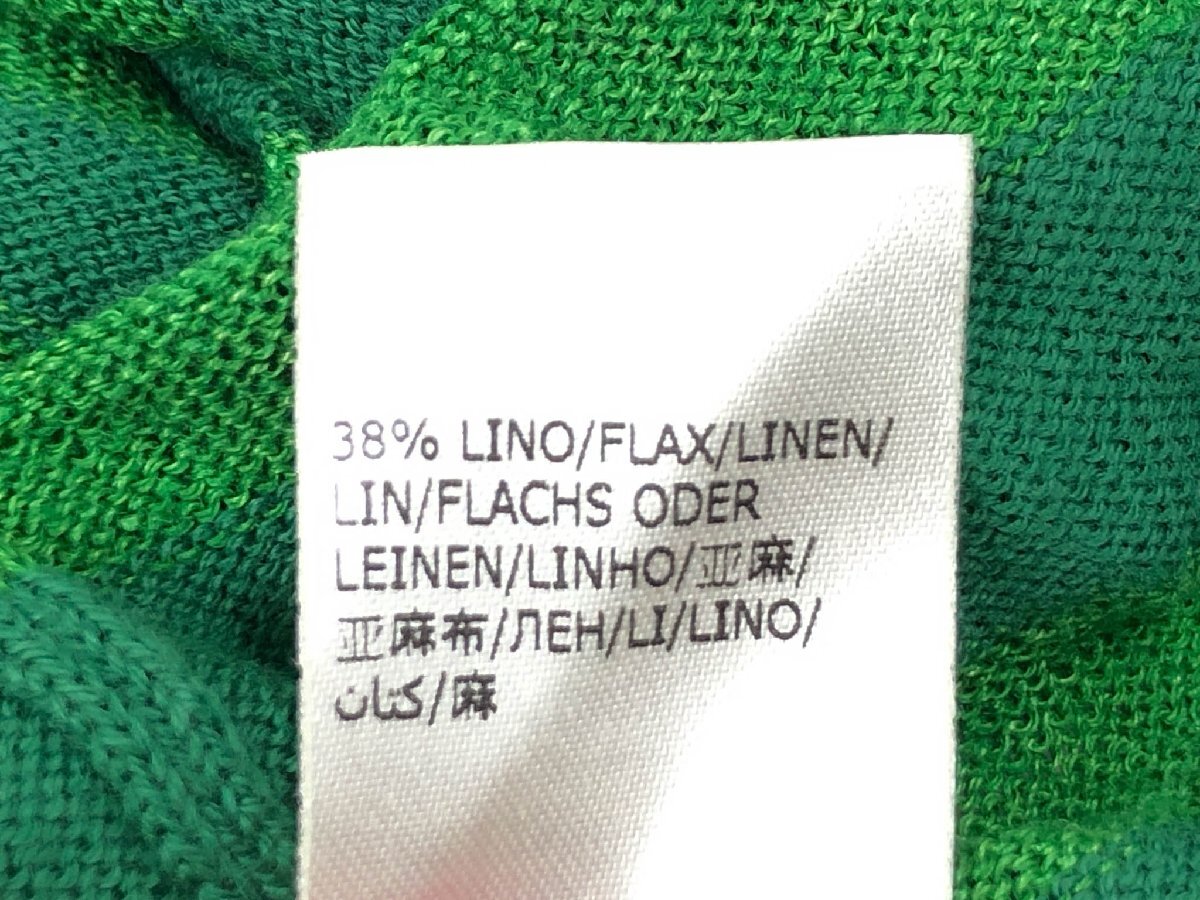 38% LINO/FLAX/LINEN/
LIN/FLACHS ODER
LEINEN/LINHO/亚麻/
亚麻布/ЛЕН/LI/LINO/
كتان/麻